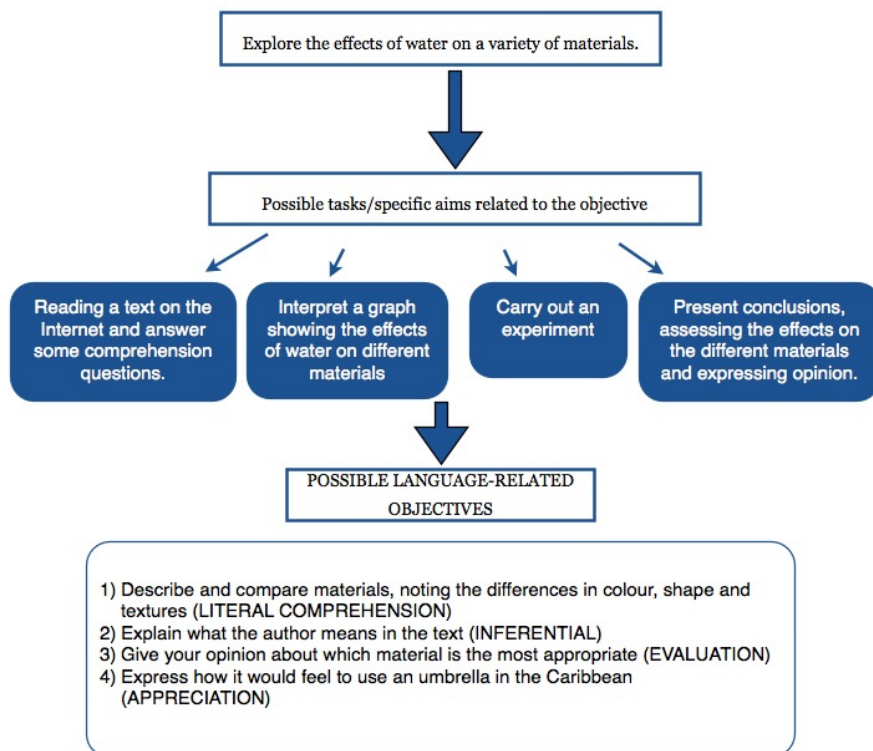 Explore the effects of water on a variety of materials.
Possible tasks/specific aims related to the objective
Reading a text on the
Internet and answer
some comprehension
questions.
Interpret a graph
showing the effects
of water on different
materials
Carry out an
experiment
Present conclusions,
assessing the effects on
the different materials
and expressing opinion.
POSSIBLE LANGUAGE-RELATED
OBJECTIVES
1) Describe and compare materials, noting the differences in colour, shape and
textures (LITERAL COMPREHENSION)
2) Explain what the author means in the text (INFERENTIAL)
3) Give your opinion about which material is the most appropriate (EVALUATION)
4) Express how it would feel to use an umbrella in the Caribbean
(APPRECIATION)